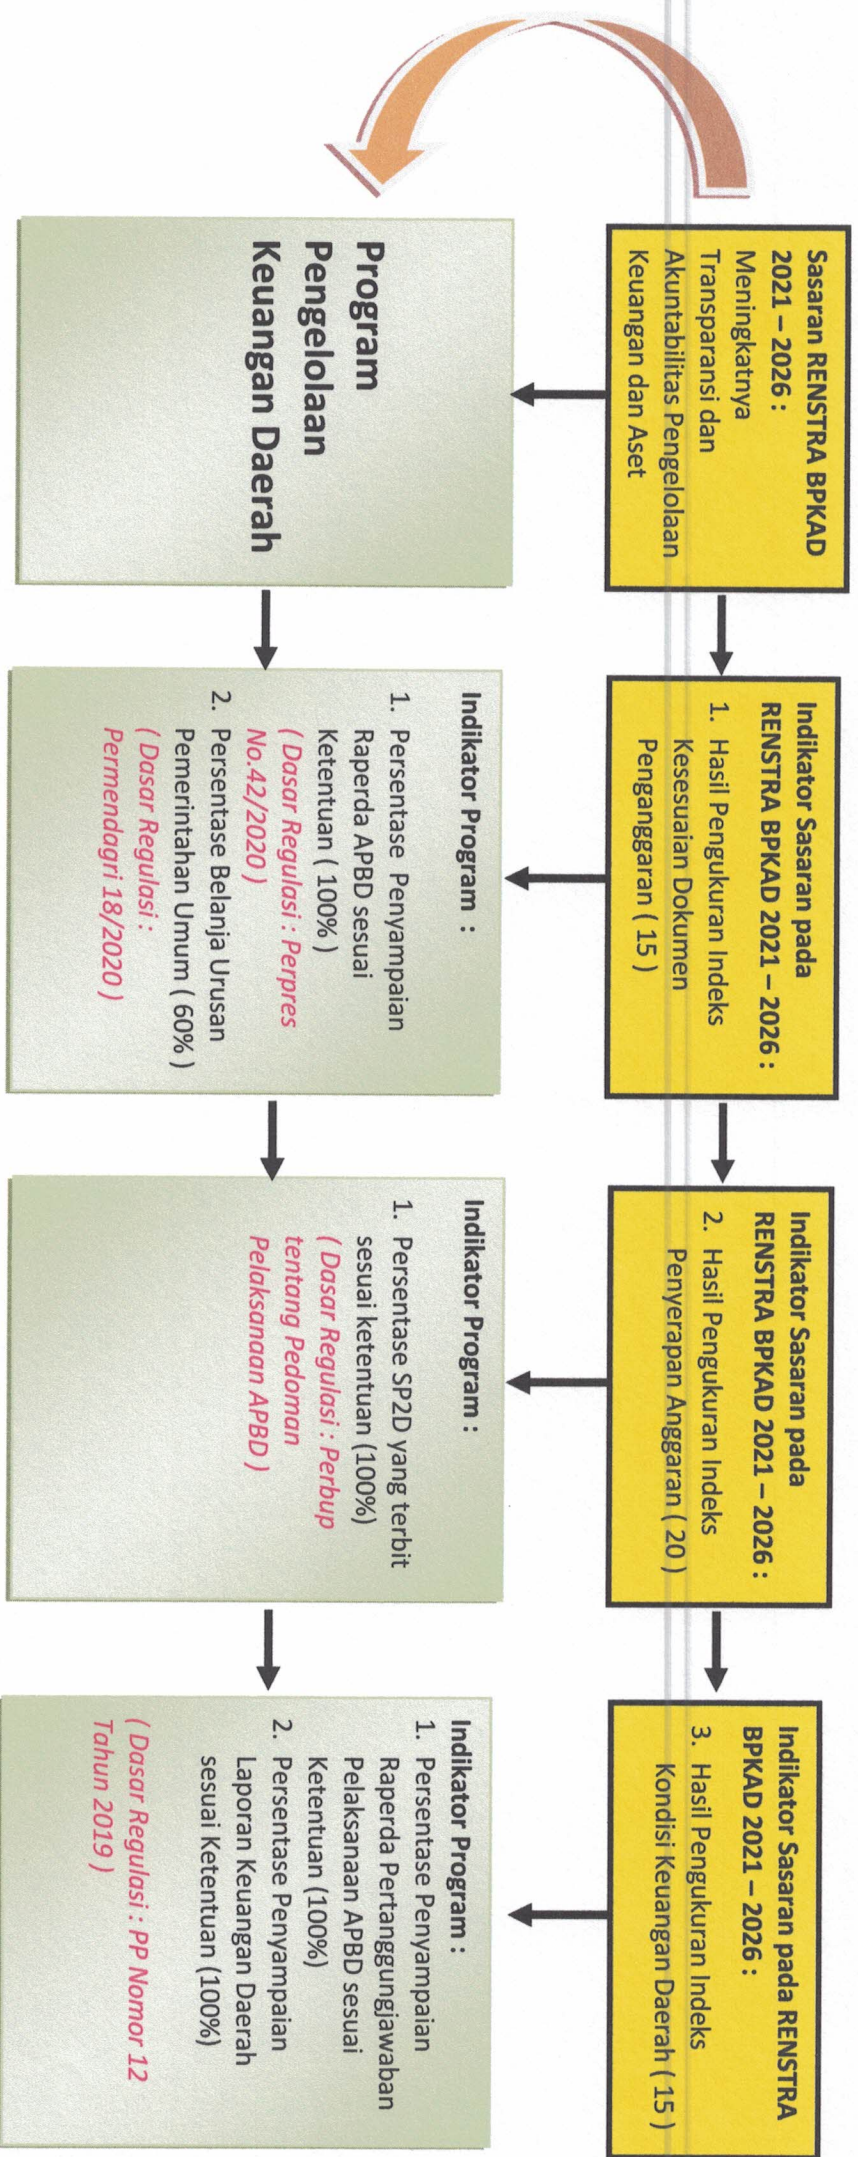 Sasaran RENSTRA BPKAD
2021 – 2026 :
Meningkatnya
Transparansi dan
Akuntabilitas Pengelolaan
Keuangan dan Aset
Indikator Sasaran pada
RENSTRA BPKAD 2021 – 2026 :
1. Hasil Pengukuran Indeks
Kesesuaian Dokumen
Penganggaran ( 15 )
Indikator Sasaran pada
RENSTRA BPKAD 2021 – 2026 :
2. Hasil Pengukuran Indeks
Penyerapan Anggaran ( 20 )
Indikator Sasaran pada RENSTRA
BPKAD 2021 – 2026 :
3. Hasil Pengukuran Indeks
Kondisi Keuangan Daerah ( 15 )
Program
Pengelolaan
Keuangan Daerah
Indikator Program :
1. Persentase Penyampaian
Raperda APBD sesuai
Ketentuan ( 100% )
( Dasar Regulasi : Perpres
No.42/2020 )
2. Persentase Belanja Urusan
Pemerintahan Umum ( 60% )
( Dasar Regulasi :
Permendagri 18/2020 )
Indikator Program :
1. Persentase SP2D yang terbit
sesuai ketentuan (100%)
( Dasar Regulasi : Perbup
tentang Pedoman
Pelaksanaan APBD )
Indikator Program :
1. Persentase Penyampaian
Raperda Pertanggungjawaban
Pelaksanaan APBD sesuai
Ketentuan (100%)
2. Persentase Penyampaian
Laporan Keuangan Daerah
sesuai Ketentuan (100%)
( Dasar Regulasi : PP Nomor 12
Tahun 2019 )